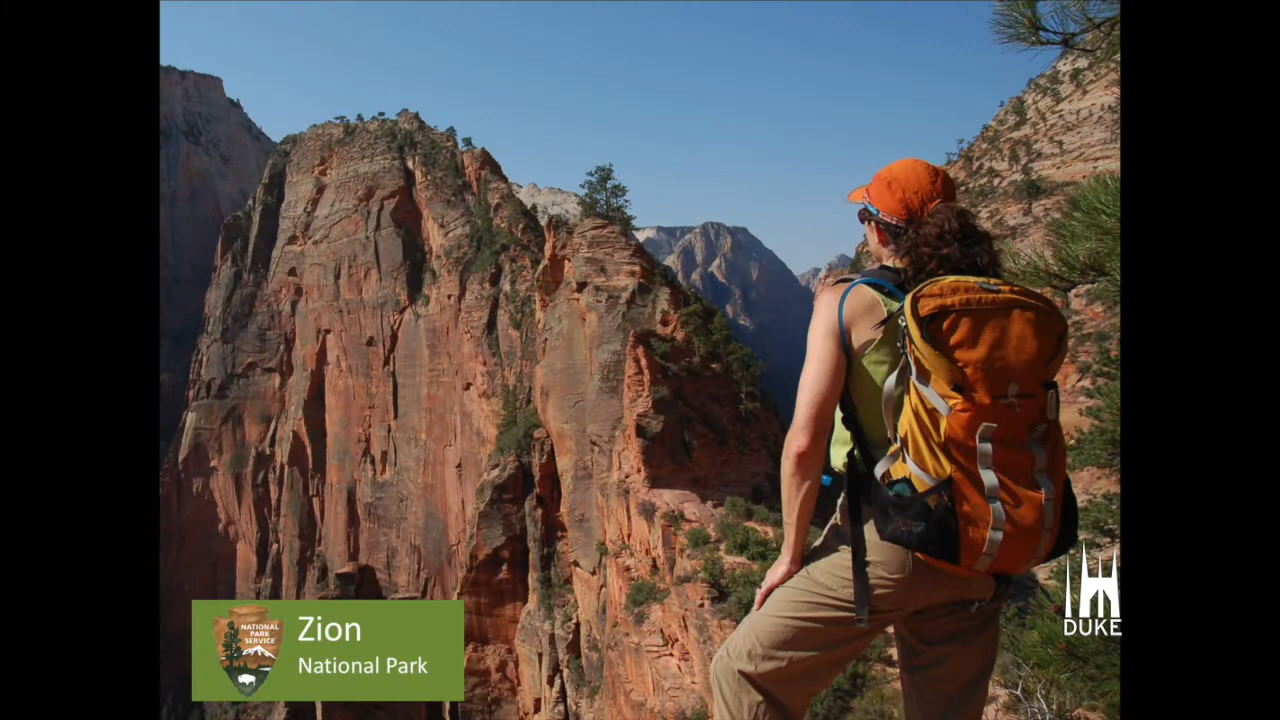 NATIONAL
PARK
SERVICE
Zion
National Park
DUKE